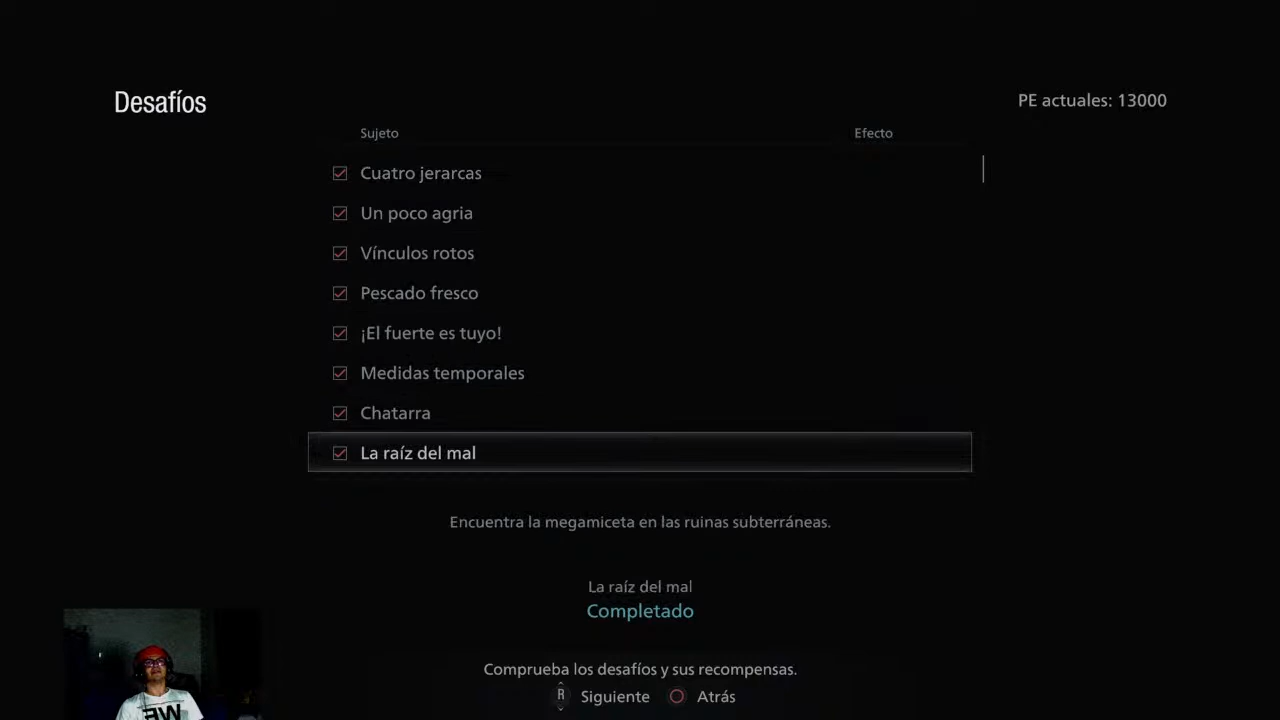 Desafíos
PE actuales: 13000
Sujeto
Efecto
Cuatro jerarcas
Un poco agria
Vínculos rotos
Pescado fresco
¡El fuerte es tuyo!
Medidas temporales
Chatarra
La raíz del mal
Encuentra la megamiceta en las ruinas subterráneas.
La raíz del mal
Completado
Comprueba los desafíos y sus recompensas.
R Siguiente Atrás
WE